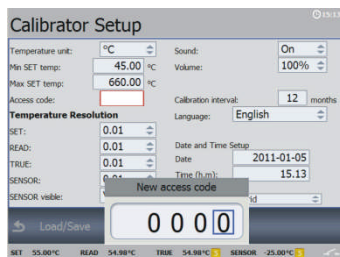 15:13
Calibrator Setup
Temperature unit: °C
Min SET temp: 45.00 °C
Max SET temp: 660.00 °C
Access code:
Temperature Resolution
SET: 0.01
READ: 0.01
TRUE: 0.01
SENSOR:
SENSOR visible:
Sound: On
Volume: 100%
Calibration interval: 12 months
Language: English
Date and Time Setup
Date 2011-01-05
Time (h.m): 15.13
New access code
0 0 0 0
Load/Save
SET 55.00°C READ 54.98°C TRUE 54.98°C SENSOR -25.00°C